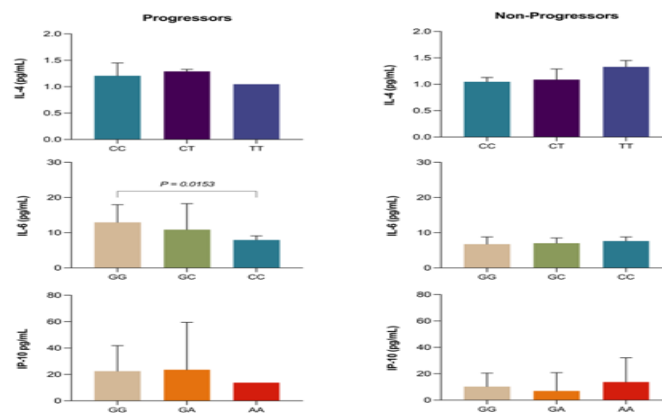 Progressors
Non-Progressors
IL-4 (pg/mL)
2.0
1.5
1.0
0.5
0.0
CC CT TT
IL-4 (pg/mL)
2.0
1.5
1.0
0.5
0.0
CC CT TT
IL-6 (pg/mL)
30
20
10
0
P = 0.0153
GG GC CC
IL-6 (pg/mL)
30
20
10
0
GG GC CC
IP-10 pg/mL
80
60
40
20
0
GG GA AA
IP-10 (pg/mL)
80
60
40
20
0
GG GA AA